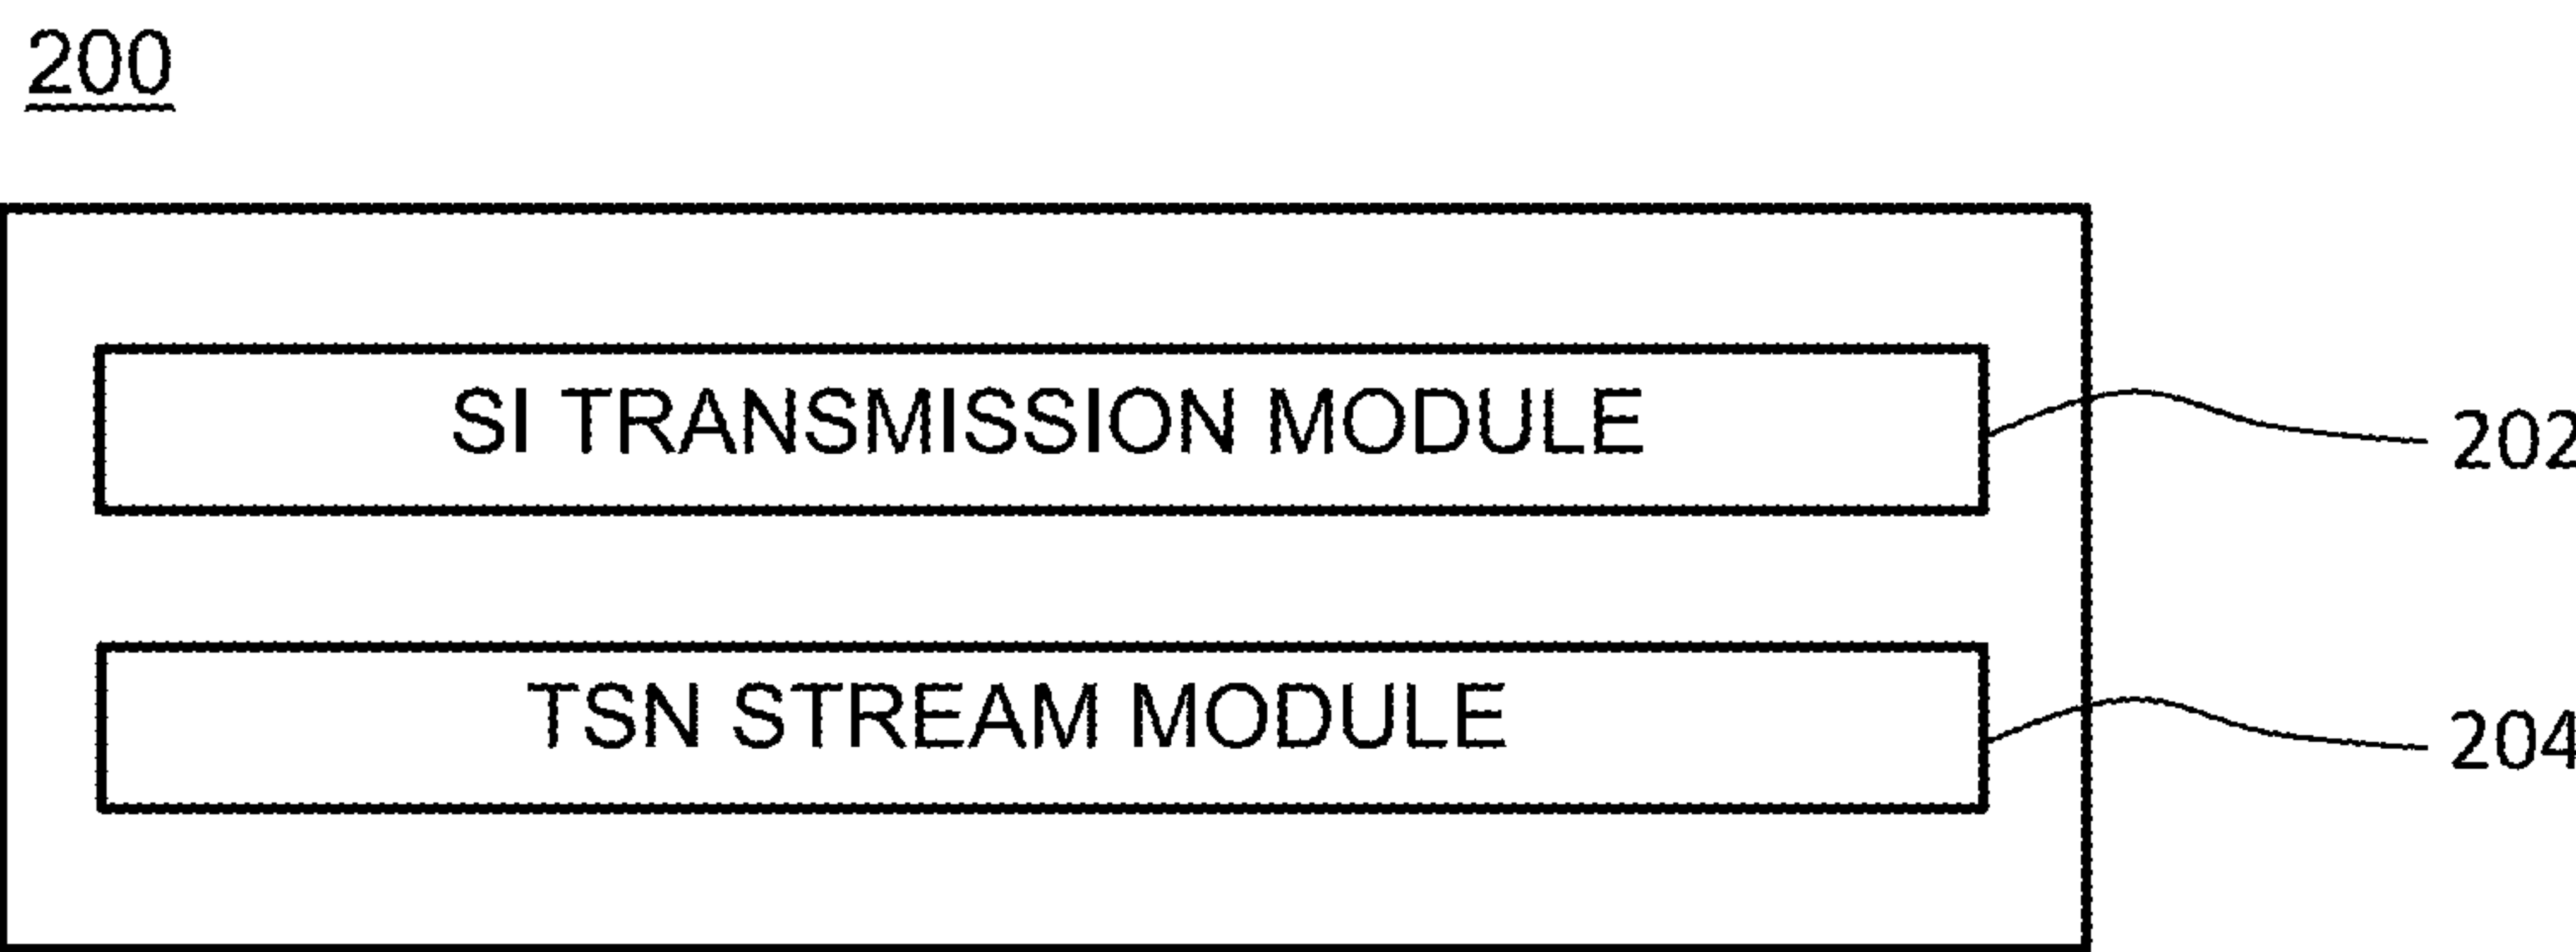 200
SI TRANSMISSION MODULE
202
TSN STREAM MODULE
204